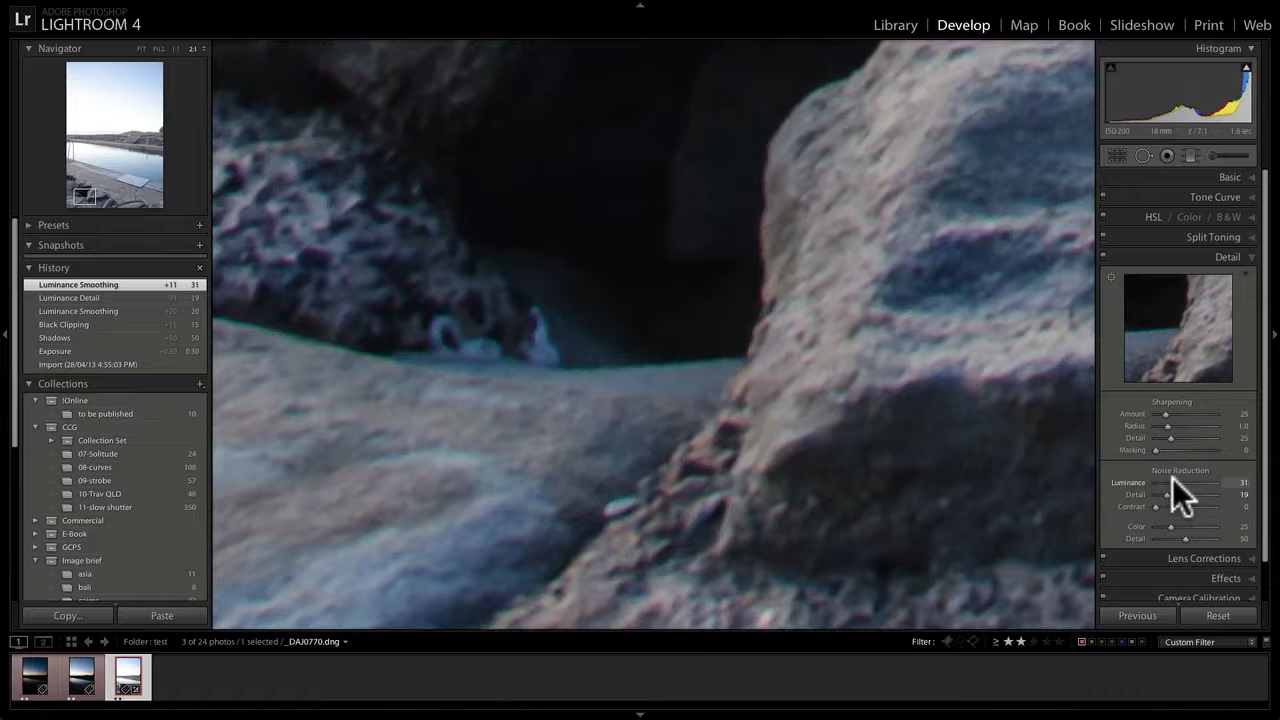 Lr ADOBE PHOTOSHOP
LIGHTROOM 4
Library | Develop | Map | Book | Slideshow | Print | Web
Navigator FIT FILL 1:1 2:1
Presets +
Snapshots +
History ×
Luminance Smoothing +11 31
Luminance Detail 31 19
Luminance Smoothing +20 20
Black Clipping +15 15
Shadows +50 50
Exposure +0.30 0.30
Import (28/04/13 4:55:03 PM)
Collections +
!Online
to be published 10
CCG
Collection Set
07-Solitude 24
08-curves 108
09-strobe 57
10-Trav QLD 48
11-slow shutter 350
Commercial
E-Book
GCPS
Image brief
asia 11
bali 8
Copy... Paste
Histogram
ISO 200 18 mm f / 7.1 1.6 sec
Basic
Tone Curve
HSL / Color / B & W
Split Toning
Detail
Sharpening
Amount 25
Radius 1.0
Detail 25
Masking 0
Noise Reduction
Luminance 31
Detail 19
Contrast 0
Color 25
Detail 50
Lens Corrections
Effects
Camera Calibration
Previous Reset
1 2 Folder : test 3 of 24 photos / 1 selected / _DAJ0770.dng Filter : ≥ ★★ Custom Filter